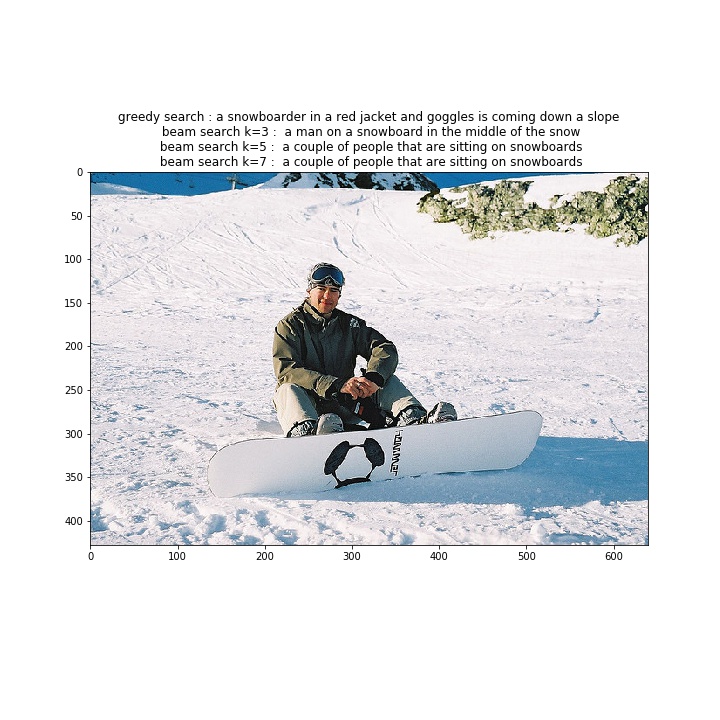 greedy search : a snowboarder in a red jacket and goggles is coming down a slope
beam search k=3 :  a man on a snowboard in the middle of the snow
beam search k=5 :  a couple of people that are sitting on snowboards
beam search k=7 :  a couple of people that are sitting on snowboards
0
50
100
150
200
250
300
350
400
0 100 200 300 400 500 600